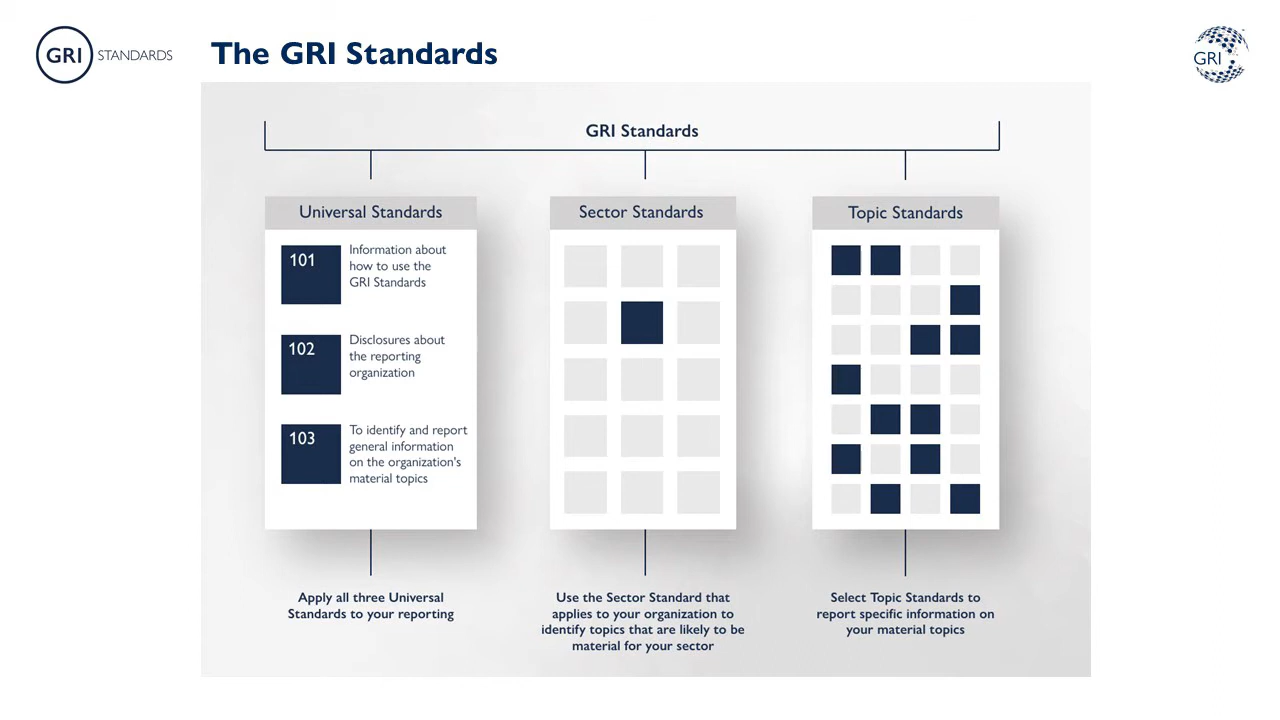 GRI STANDARDS
The GRI Standards
GRI
GRI Standards
Universal Standards
101
Information about
how to use the
GRI Standards
102
Disclosures about
the reporting
organization
103
To identify and report
general information
on the organization's
material topics
Apply all three Universal
Standards to your reporting
Sector Standards
Use the Sector Standard that
applies to your organization to
identify topics that are likely to be
material for your sector
Topic Standards
Select Topic Standards to
report specific information on
your material topics